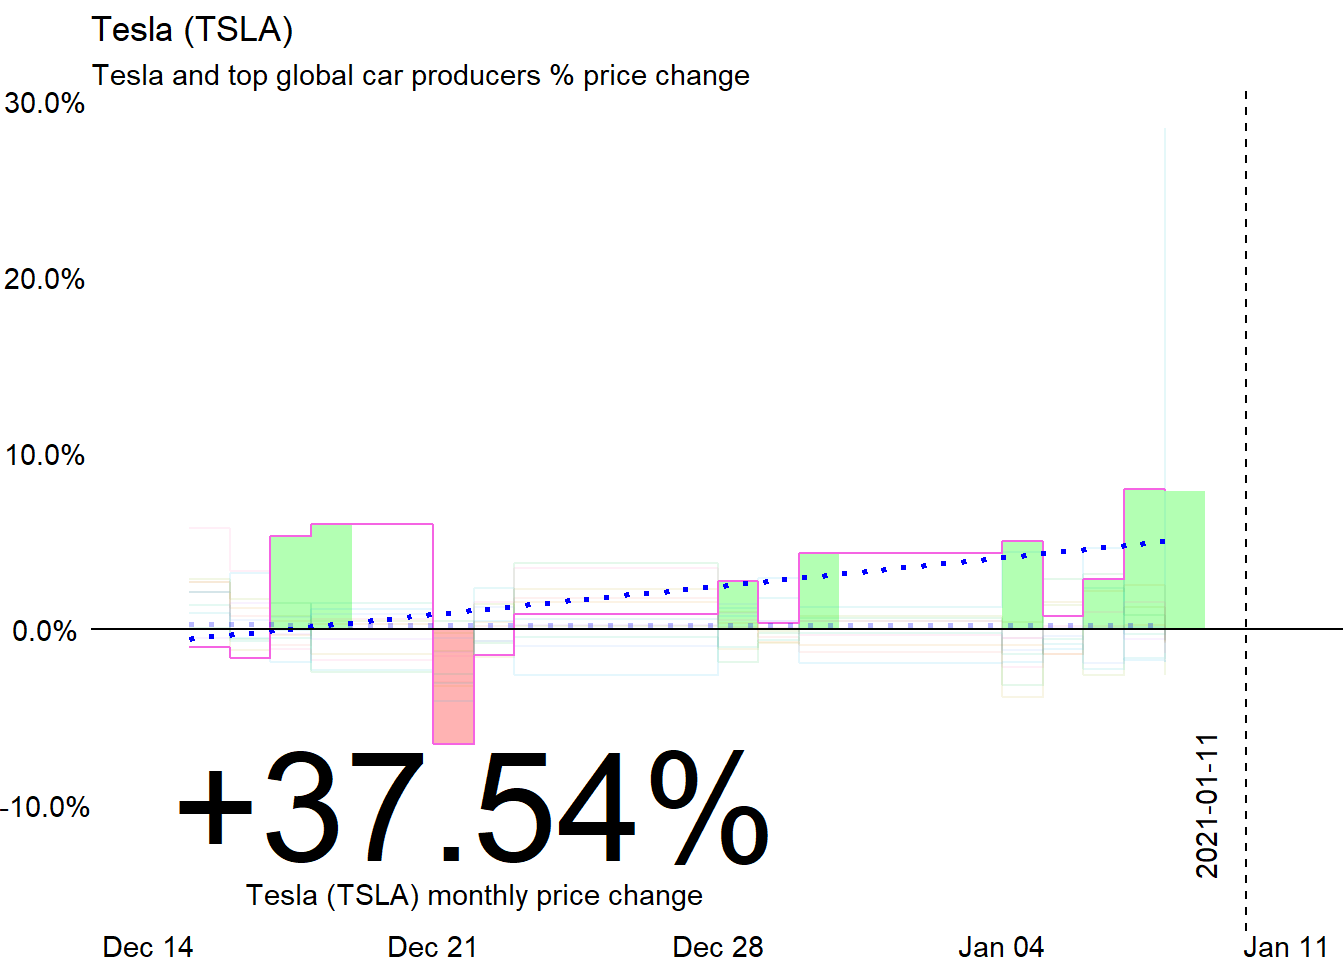 Tesla (TSLA)
Tesla and top global car producers % price change
30.0%
20.0%
10.0%
0.0%
-10.0%
+37.54%
Tesla (TSLA) monthly price change
2021-01-11
Dec 14
Dec 21
Dec 28
Jan 04
Jan 11